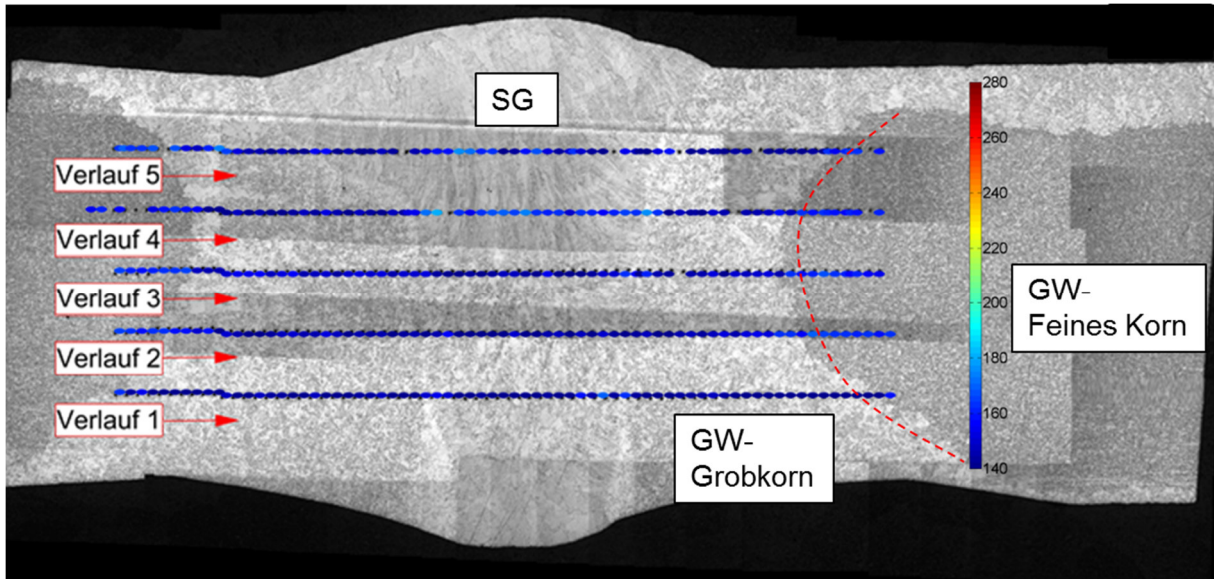 SG
280
260
240
220
200
180
160
140
Verlauf 5
Verlauf 4
Verlauf 3
Verlauf 2
Verlauf 1
GW-
Feines Korn
GW-
Grobkorn